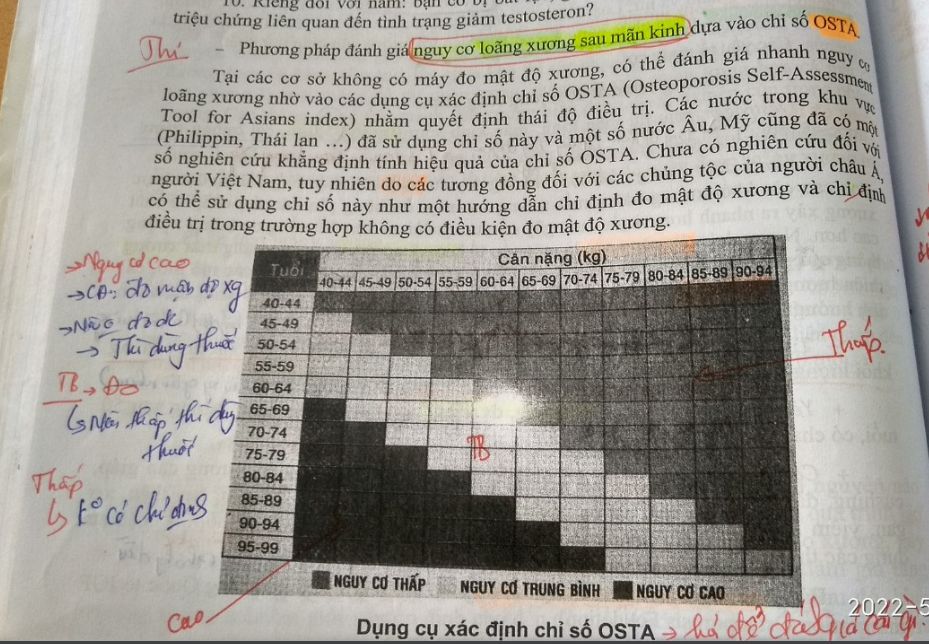 10. Riêng đối với nam: bạn có bị
triệu chứng liên quan đến tình trạng giảm testosteron?
Thi
- Phương pháp đánh giá nguy cơ loãng xương sau mãn kinh dựa vào chỉ số OSTA
Tại các cơ sở không có máy đo mật độ xương, có thể đánh giá nhanh nguy cơ
loãng xương nhờ vào các dụng cụ xác định chỉ số OSTA (Osteoporosis Self-Assessment
Tool for Asians index) nhằm quyết định thái độ điều trị. Các nước trong khu vực
(Philippin, Thái lan ...) đã sử dụng chỉ số này và một số nước Âu, Mỹ cũng đã có một
số nghiên cứu khẳng định tính hiệu quả của chỉ số OSTA. Chưa có nghiên cứu đối với
người Việt Nam, tuy nhiên do các tương đồng đối với các chủng tộc của người châu Á,
có thể sử dụng chỉ số này như một hướng dẫn chỉ định đo mật độ xương và chỉ định
điều trị trong trường hợp không có điều kiện đo mật độ xương.
Nguy cơ cao
đo mật độ xg
Thì dùng thuốc
TB → Đo
thấp thì dùng
thuốc
Thấp
có chỉ định
Tuổi
Cân nặng (kg)
40-44 45-49 50-54 55-59 60-64 65-69 70-74 75-79 80-84 85-89 90-94
40-44
45-49
50-54
55-59
60-64
65-69
70-74
75-79
80-84
85-89
90-94
95-99
Thấp
TB
Cao
NGUY CƠ THẤP NGUY CƠ TRUNG BÌNH NGUY CƠ CAO
2022-5
Dụng cụ xác định chỉ số OSTA